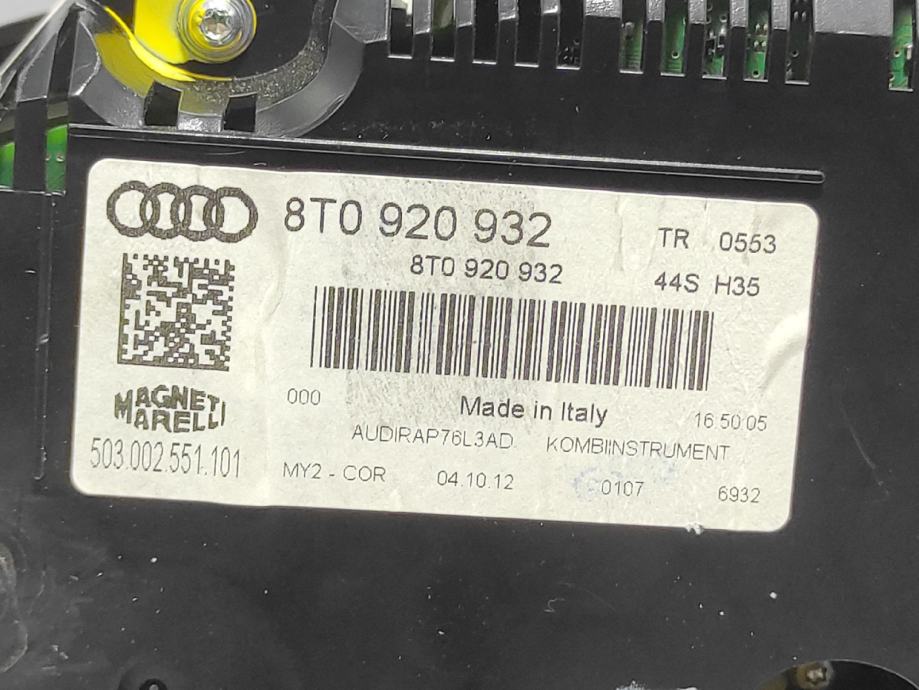 8T0 920 932
TR 0553
8T0 920 932
44S H35
000
Made in Italy
16:50:05
MAGNETI
MARELLI
AUDIRAP76L3AD
KOMBIINSTRUMENT
503.002.551.101
MY2 - COR
04.10.12
0107
6932